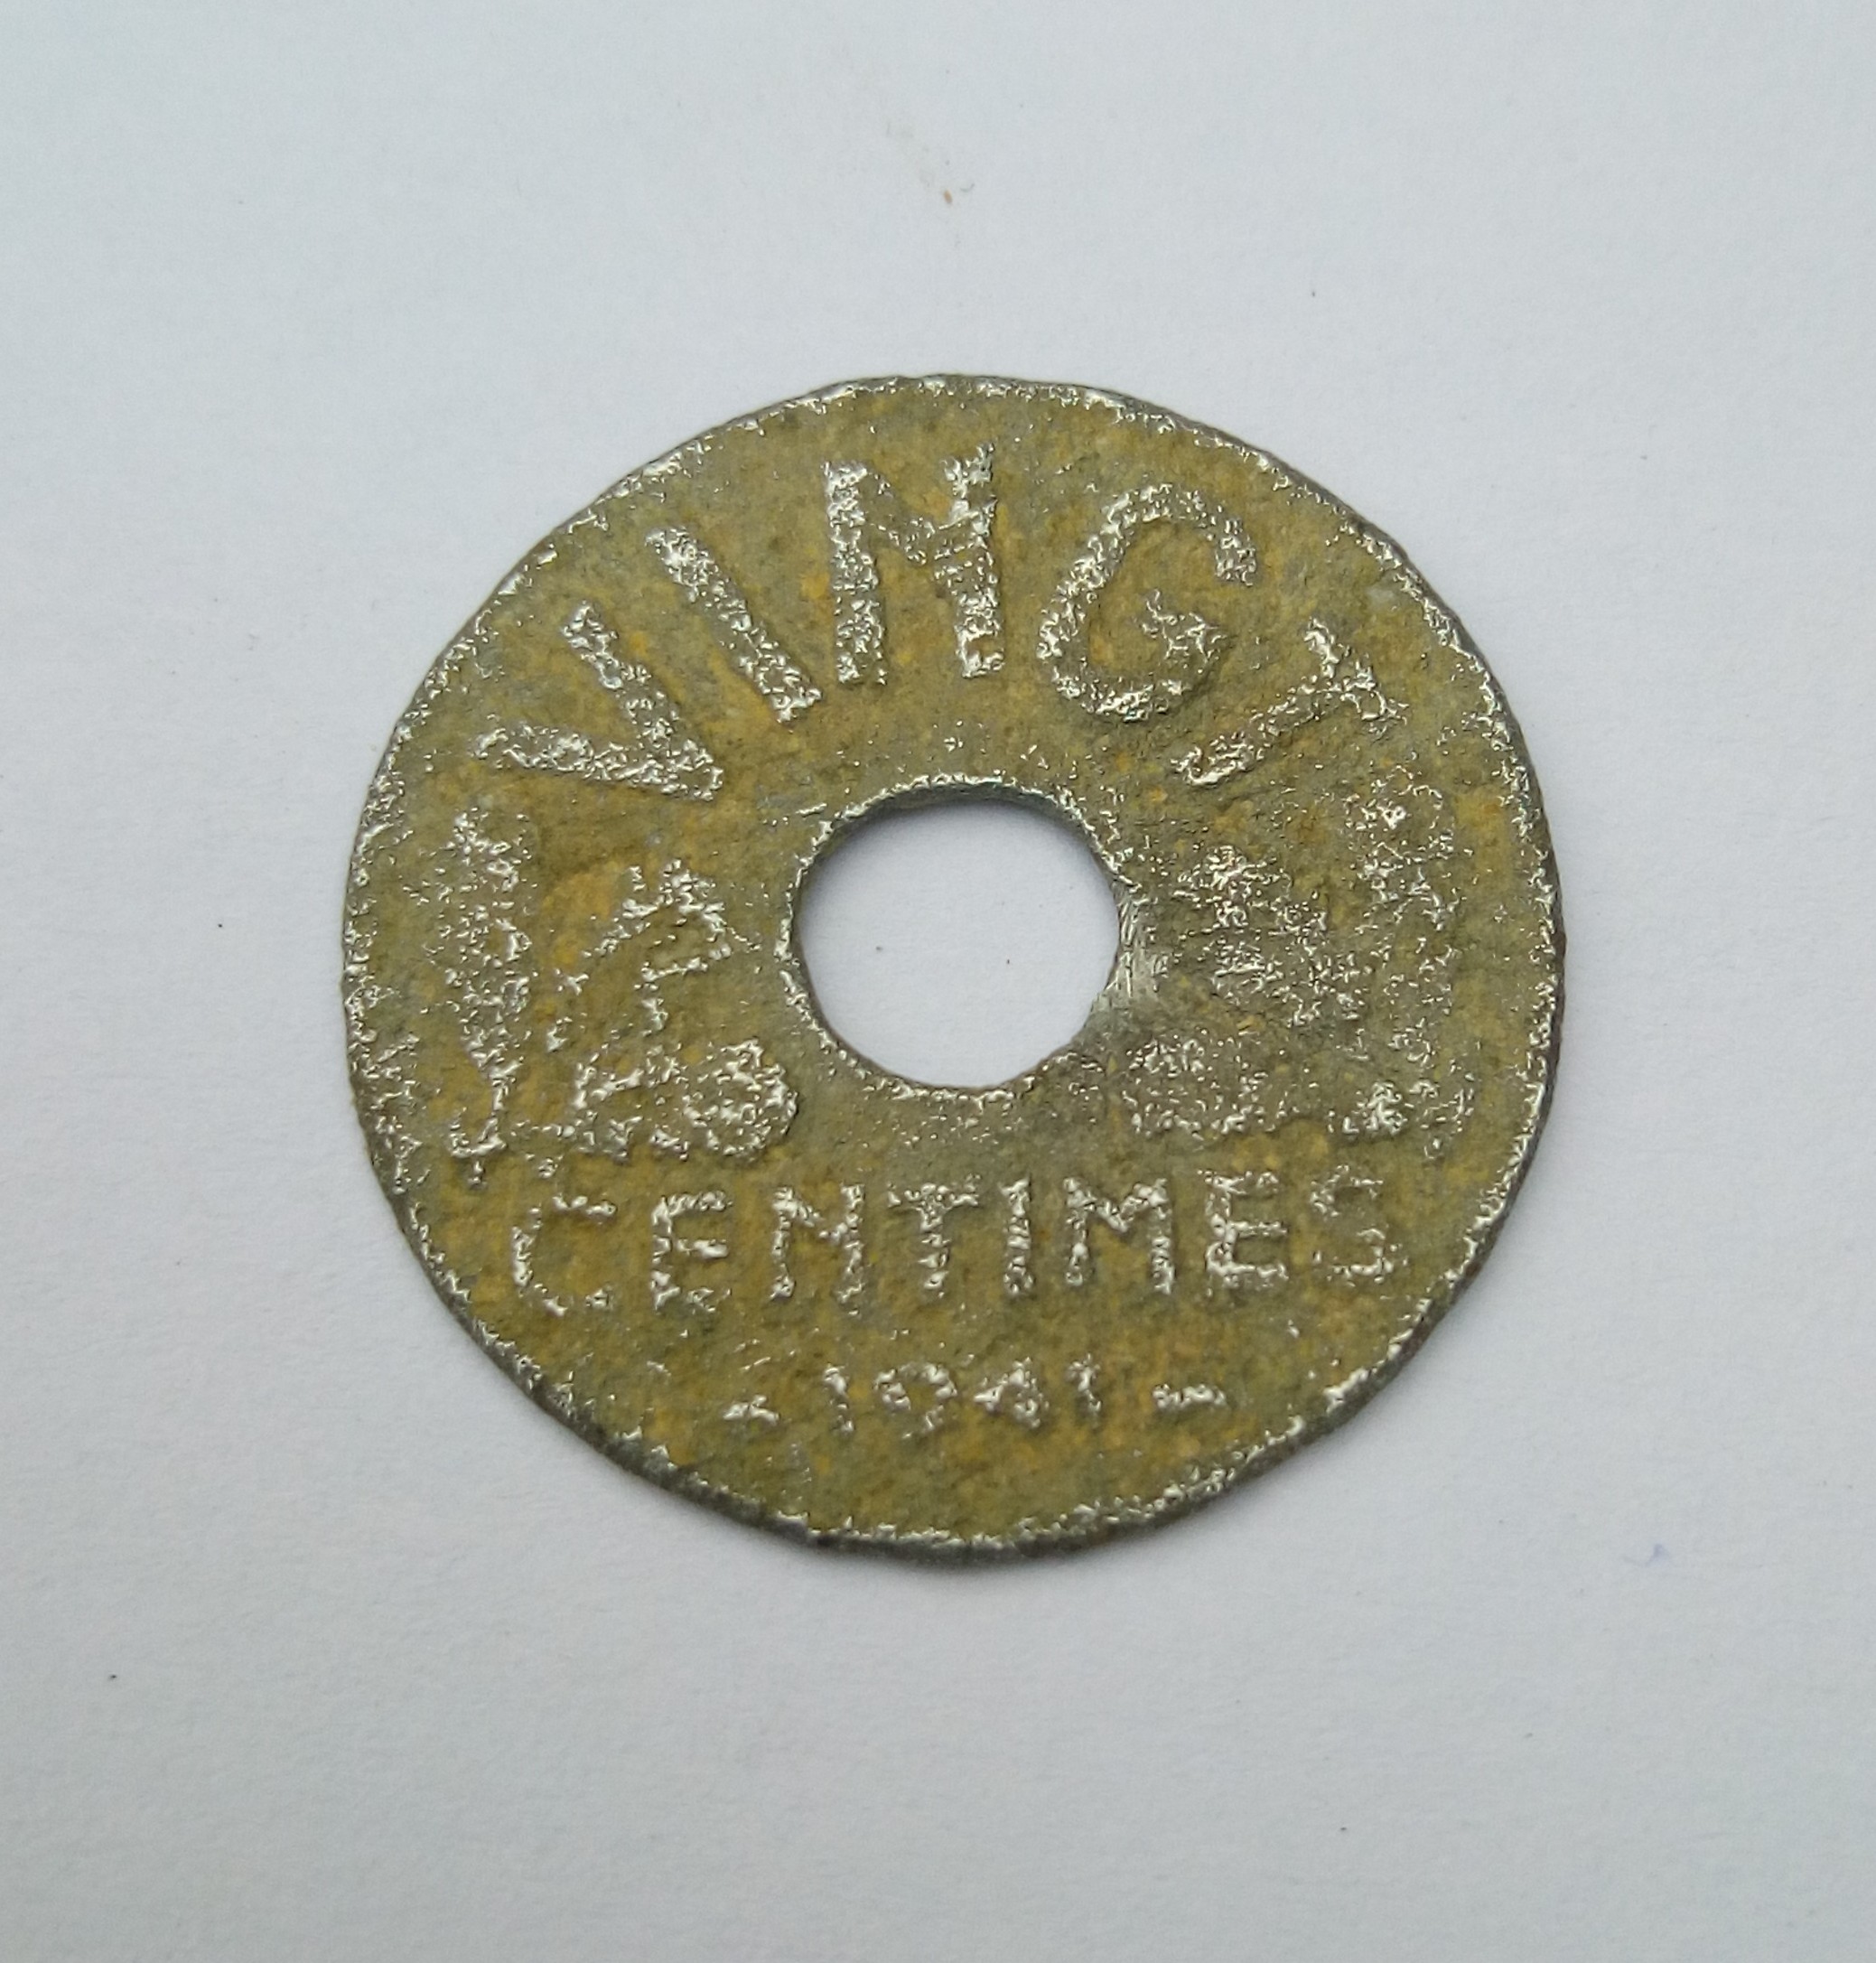 VINGT
CENTIMES
- 1941 -